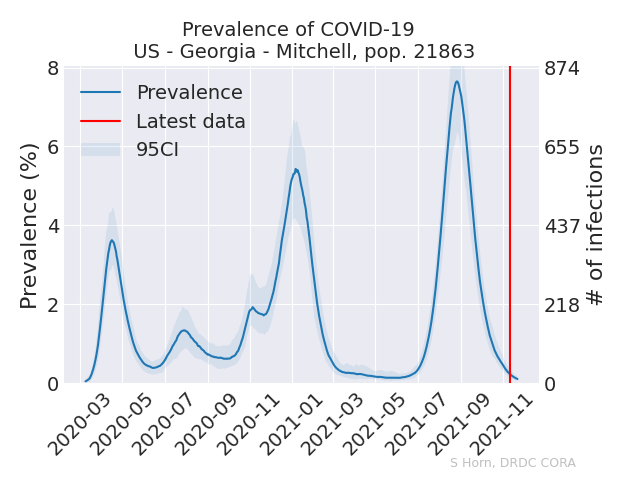 Prevalence of COVID-19
US - Georgia - Mitchell, pop. 21863
Prevalence (%)
8
6
4
2
0
Prevalence
Latest data
95CI
874
655
437
218
0
# of infections
2020-03
2020-05
2020-07
2020-09
2020-11
2021-01
2021-03
2021-05
2021-07
2021-09
2021-11
S Horn, DRDC CORA